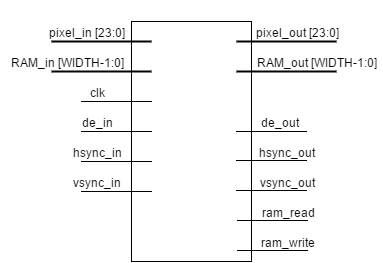 pixel_in [23:0]
pixel_out [23:0]
RAM_in [WIDTH-1:0]
RAM_out [WIDTH-1:0]
clk
de_in
de_out
hsync_in
hsync_out
vsync_in
vsync_out
ram_read
ram_write